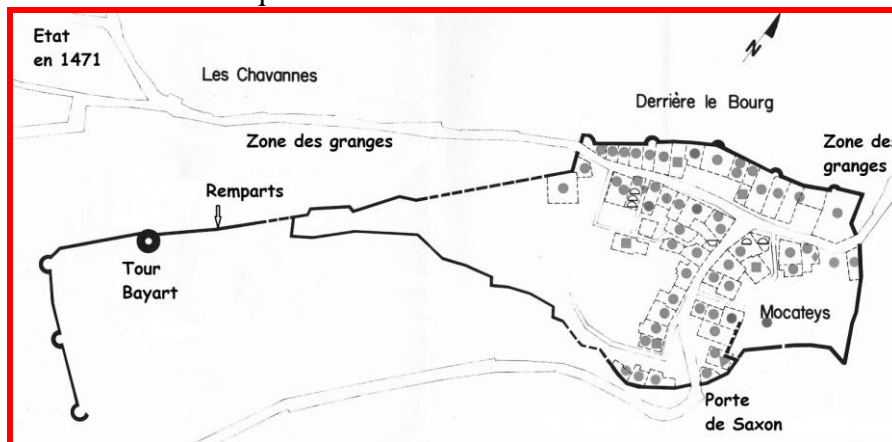 Etat
en 1471
Les Chavannes
N
Derrière le Bourg
Zone des granges
Zone des
granges
Remparts
Tour
Bayart
Mocateys
Porte
de Saxon